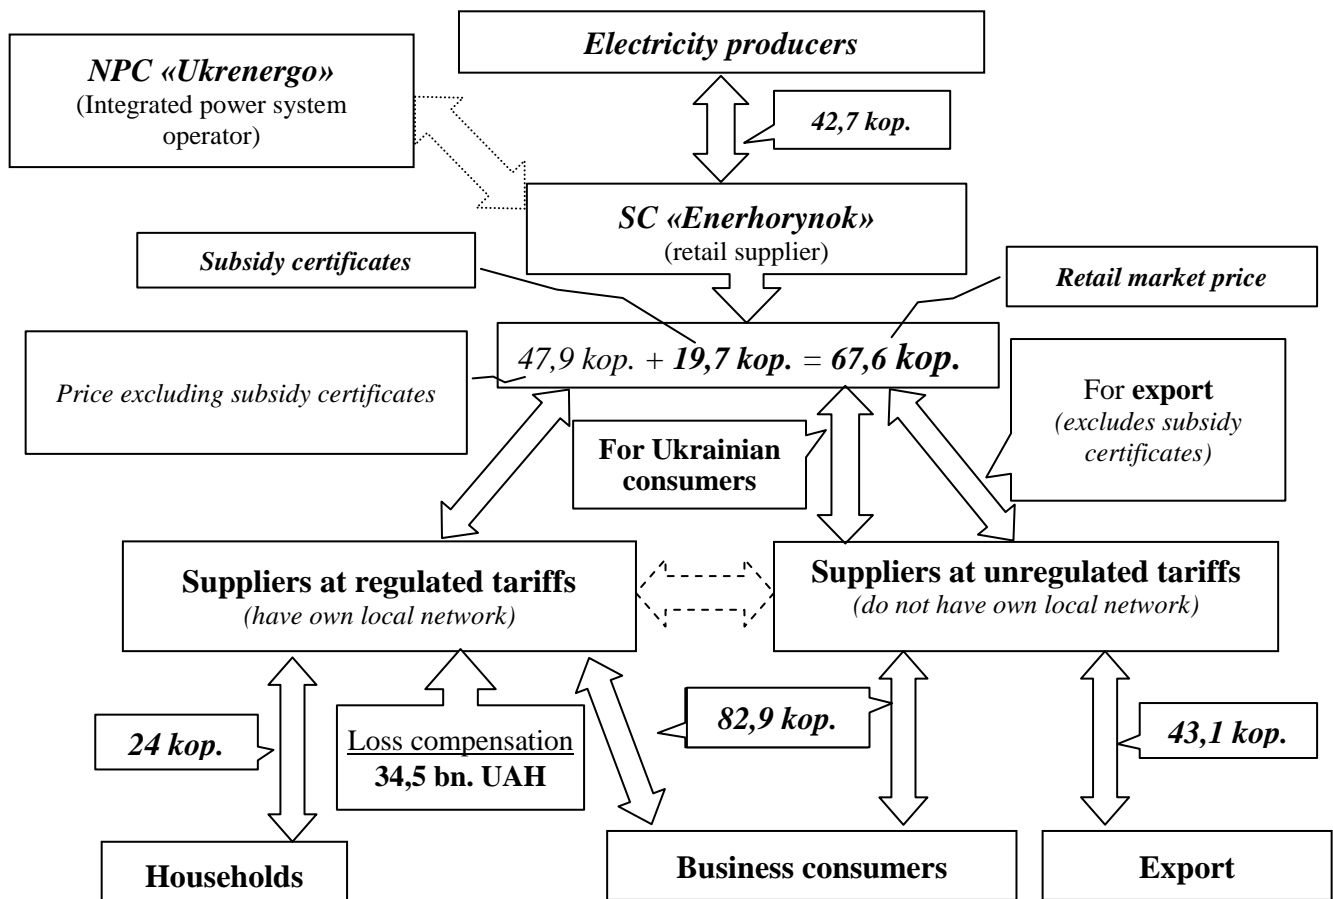 Electricity producers
NPC «Ukrenergo»
(Integrated power system
operator)
42,7 kop.
SC «Enerhorynok»
(retail supplier)
Subsidy certificates
Retail market price
47,9 kop. + 19,7 kop. = 67,6 kop.
Price excluding subsidy certificates
For export
(excludes subsidy
certificates)
For Ukrainian
consumers
Suppliers at regulated tariffs
(have own local network)
Suppliers at unregulated tariffs
(do not have own local network)
24 kop.
Loss compensation
34,5 bn. UAH
82,9 kop.
43,1 kop.
Households
Business consumers
Export